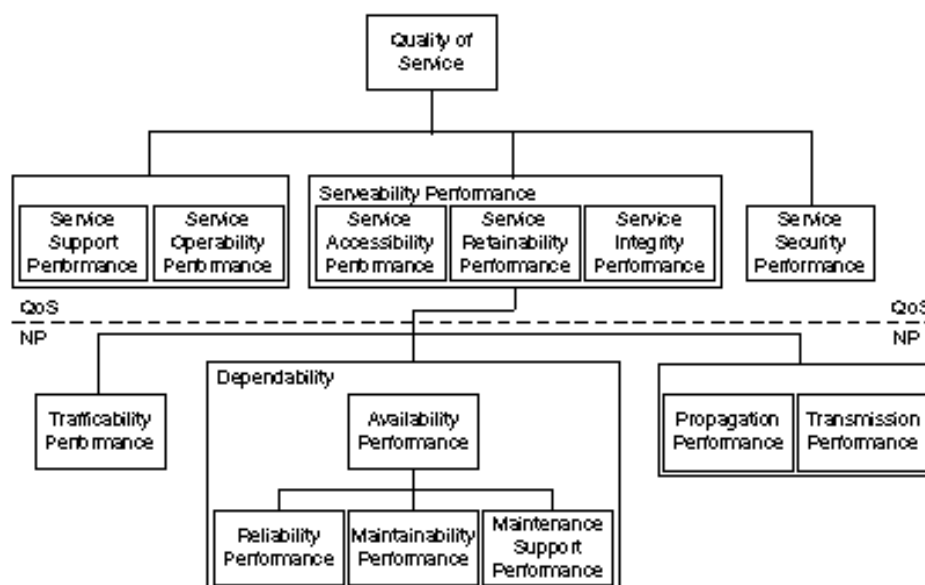 Quality of
Service
Serveability Performance
Service
Support
Performance
Service
Operability
Performance
Service
Accessibility
Performance
Service
Retainability
Performance
Service
Integrity
Performance
Service
Security
Performance
QoS
QoS
NP
NP
Dependability
Trafficability
Performance
Availability
Performance
Propagation
Performance
Transmission
Performance
Reliability
Performance
Maintainability
Performance
Maintenance
Support
Performance